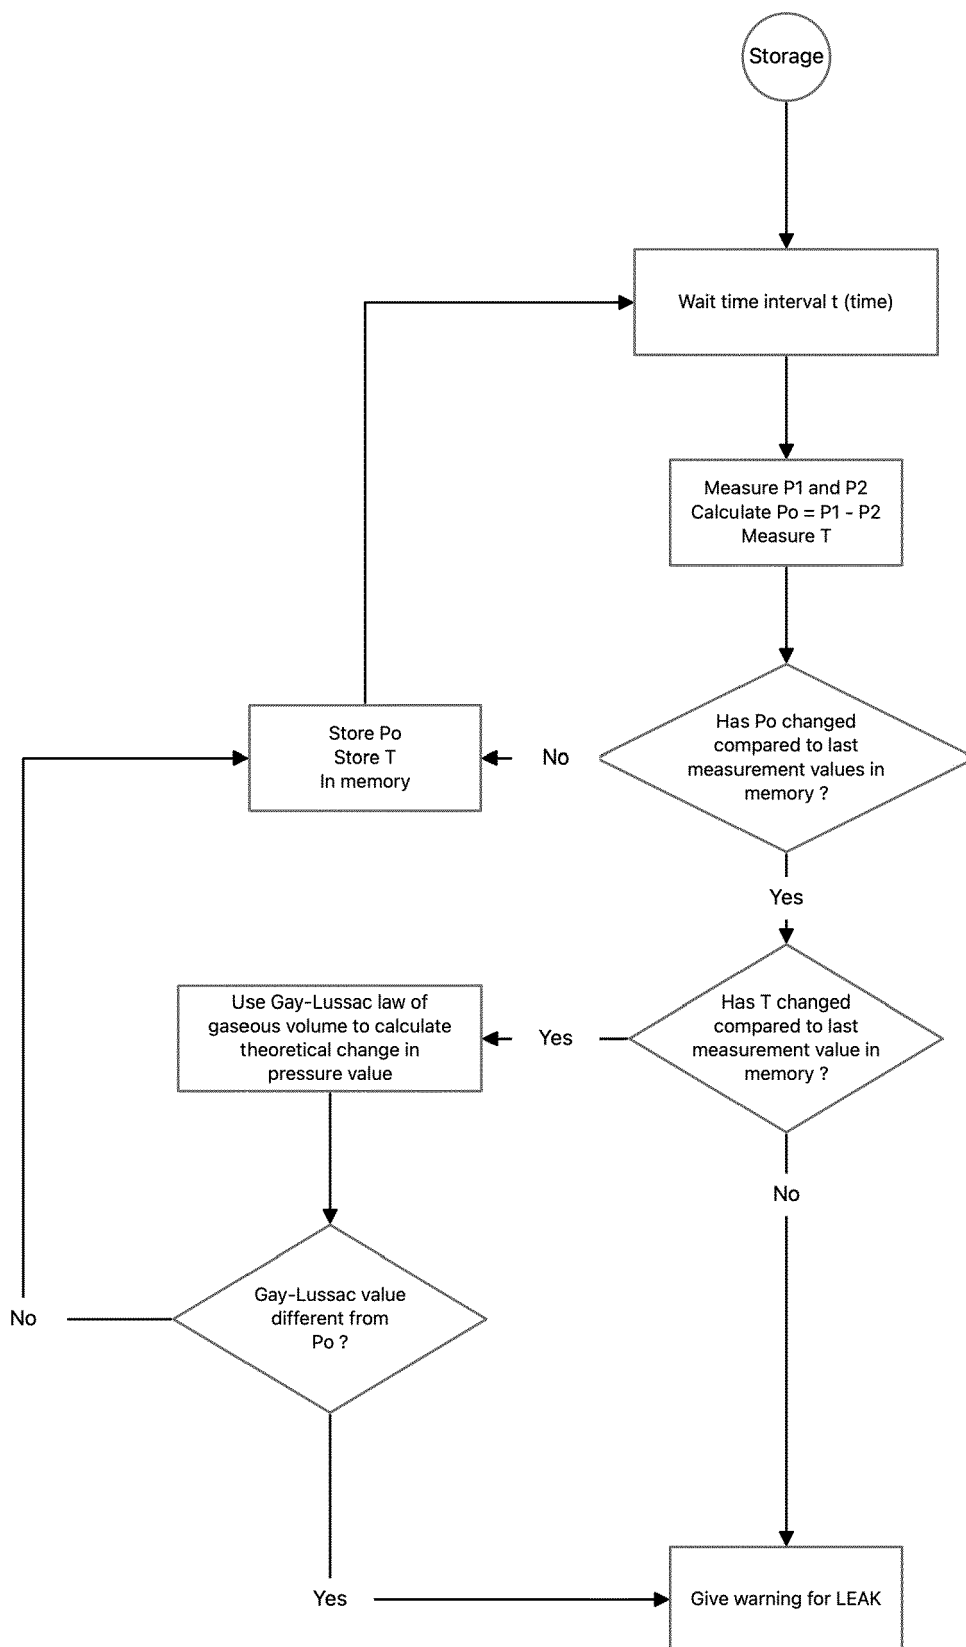 Storage
Wait time interval t (time)
Measure P1 and P2
Calculate Po = P1 - P2
Measure T
Has Po changed
compared to last
measurement values in
memory ?
No
Store Po
Store T
In memory
Yes
Has T changed
compared to last
measurement value in
memory ?
Yes
Use Gay-Lussac law of
gaseous volume to calculate
theoretical change in
pressure value
No
Gay-Lussac value
different from
Po ?
No
Yes
Give warning for LEAK